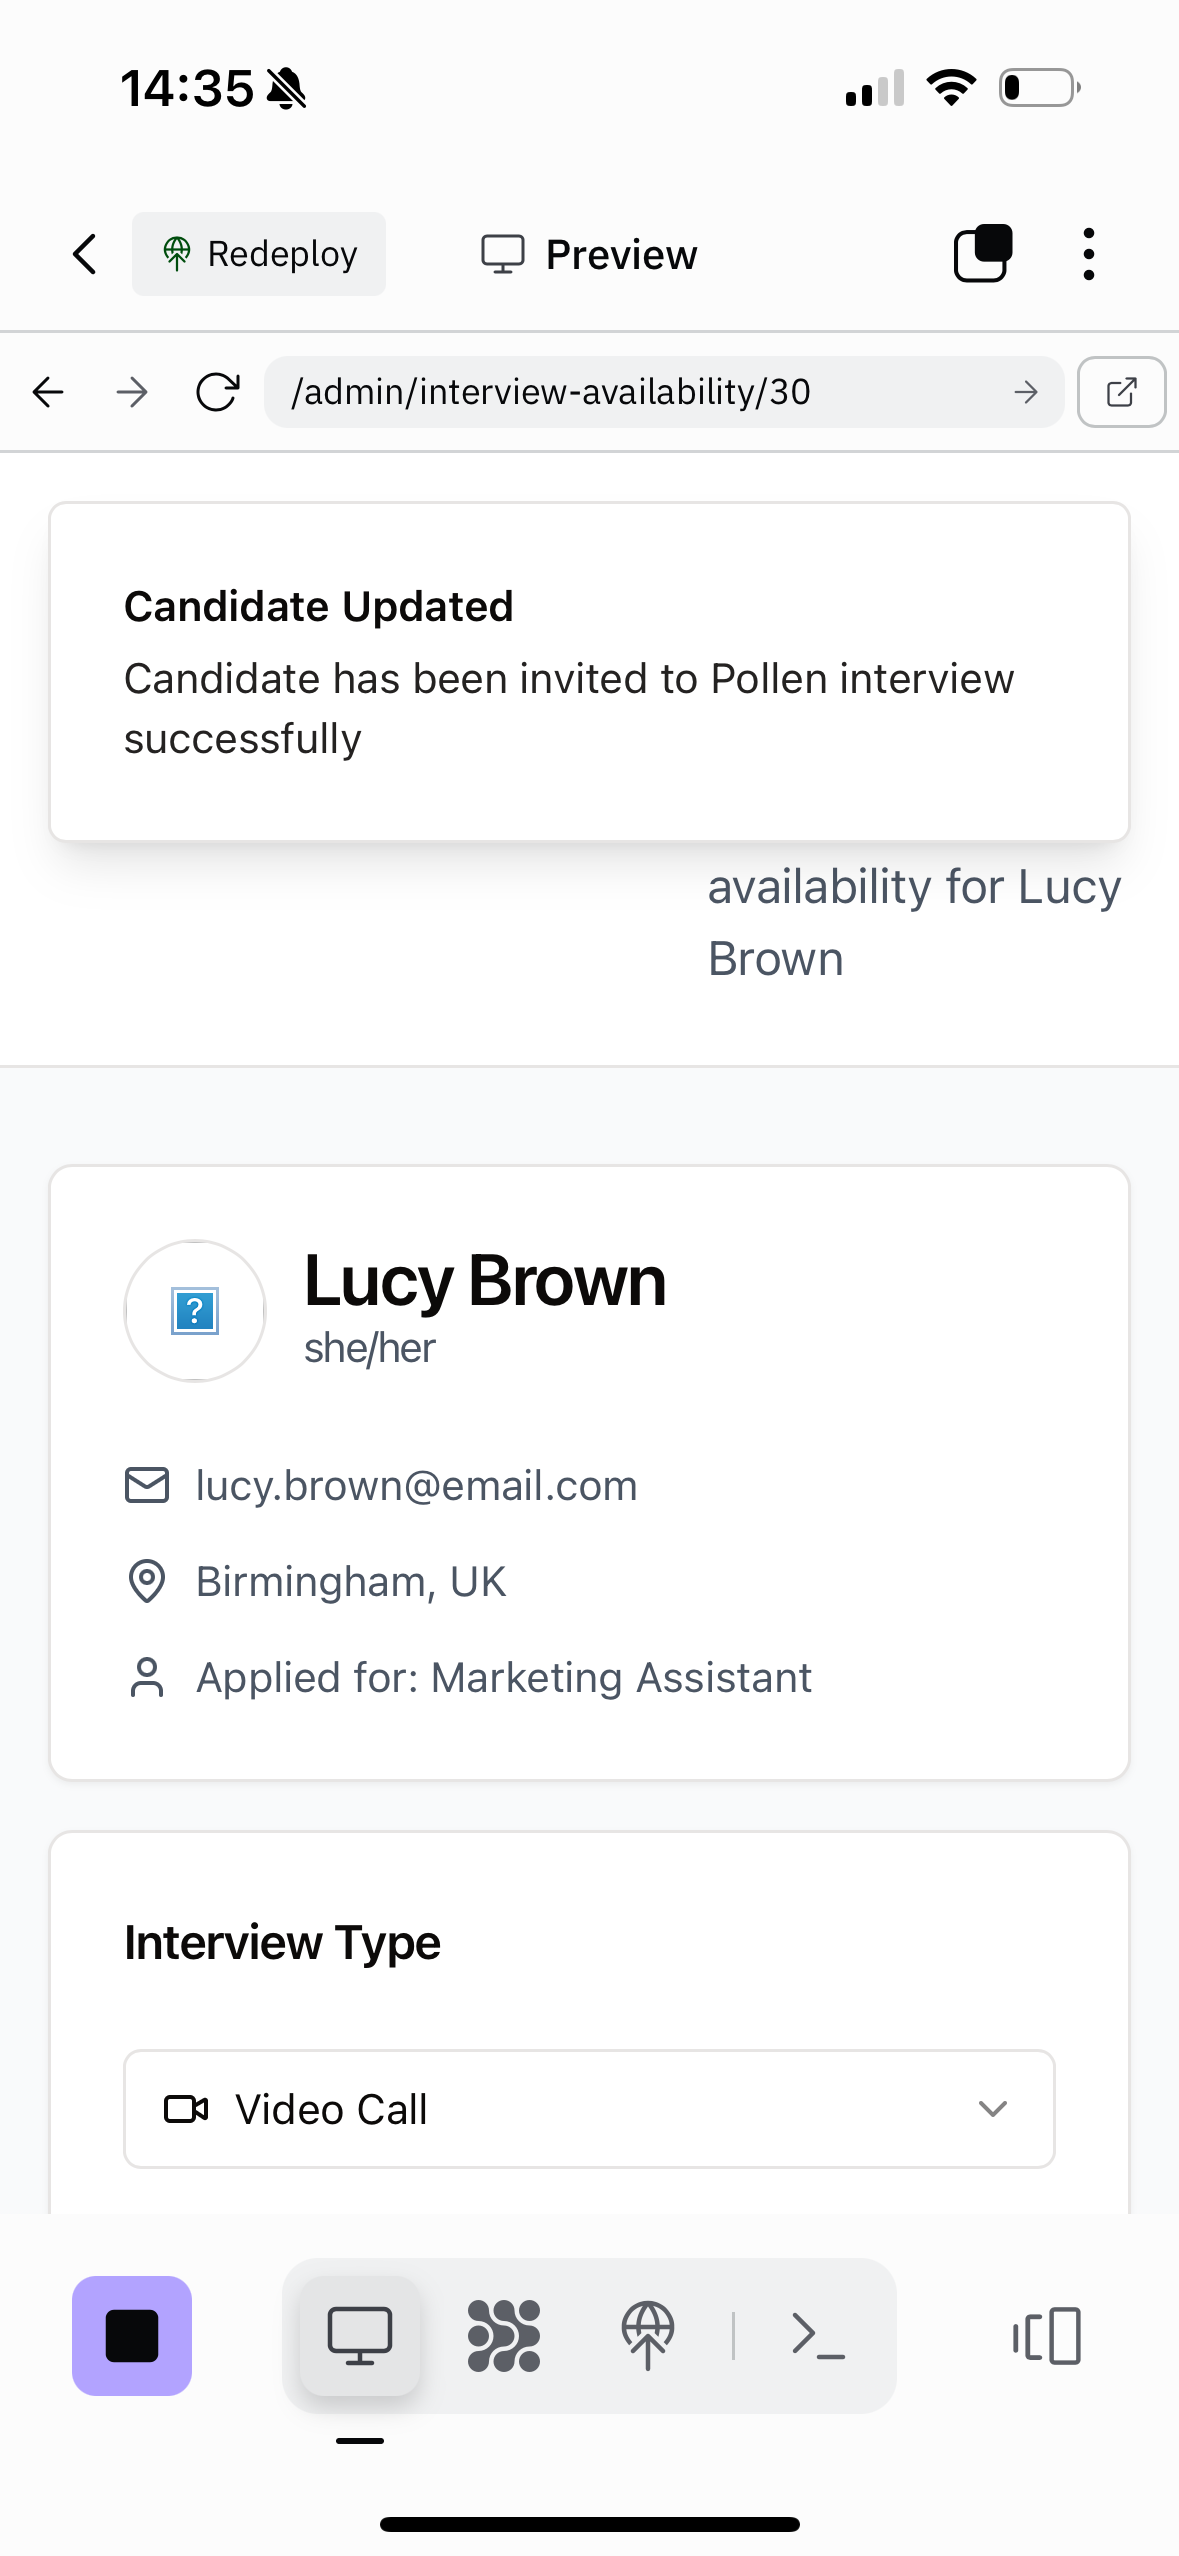 14:35
Redeploy
Preview
/admin/interview-availability/30
Candidate Updated
Candidate has been invited to Pollen interview
successfully
availability for Lucy
Brown
?
Lucy Brown
she/her
lucy.brown@email.com
Birmingham, UK
Applied for: Marketing Assistant
Interview Type
Video Call